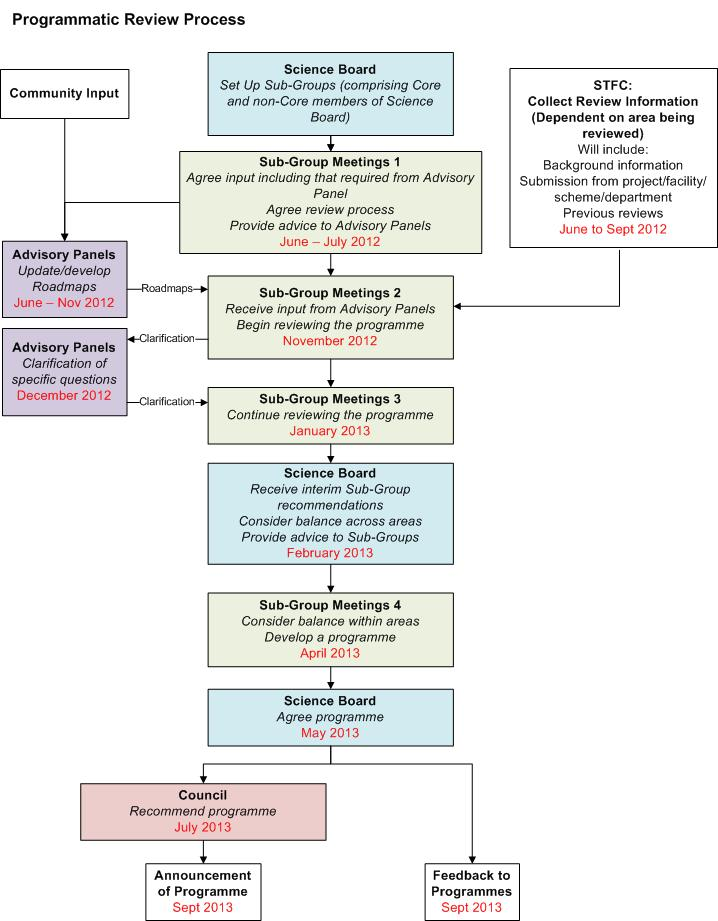 Programmatic Review Process
Community Input
Science Board
Set Up Sub-Groups (comprising Core
and non-Core members of Science
Board)
STFC:
Collect Review Information
(Dependent on area being
reviewed)
Will include:
Background information
Submission from project/facility/
scheme/department
Previous reviews
June to Sept 2012
Sub-Group Meetings 1
Agree input including that required from Advisory
Panel
Agree review process
Provide advice to Advisory Panels
June – July 2012
Advisory Panels
Update/develop
Roadmaps
June – Nov 2012
Roadmaps
Sub-Group Meetings 2
Receive input from Advisory Panels
Begin reviewing the programme
November 2012
Clarification
Advisory Panels
Clarification of
specific questions
December 2012
Clarification
Sub-Group Meetings 3
Continue reviewing the programme
January 2013
Science Board
Receive interim Sub-Group
recommendations
Consider balance across areas
Provide advice to Sub-Groups
February 2013
Sub-Group Meetings 4
Consider balance within areas
Develop a programme
April 2013
Science Board
Agree programme
May 2013
Council
Recommend programme
July 2013
Announcement
of Programme
Sept 2013
Feedback to
Programmes
Sept 2013